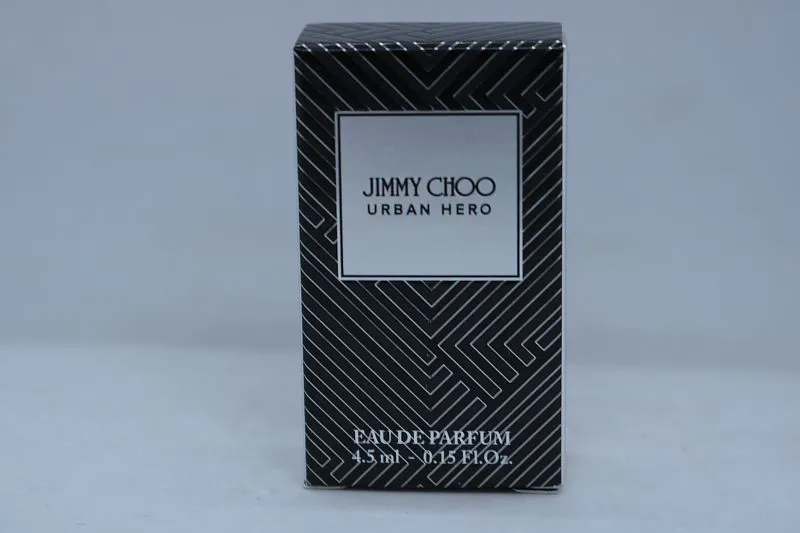 JIMMY CHOO
URBAN HERO
EAU DE PARFUM
4.5 ml - 0.15 Fl.Oz.